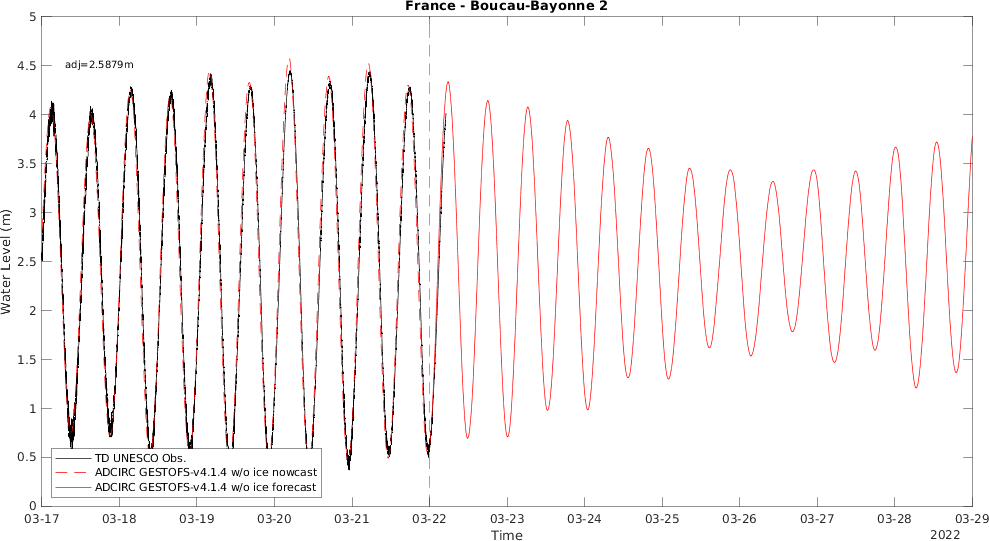 France - Boucau-Bayonne 2
adj=2.5879m
Water Level (m)
5
4.5
4
3.5
3
2.5
2
1.5
1
0.5
0
TD UNESCO Obs.
ADCIRC GESTOFS-v4.1.4 w/o ice nowcast
ADCIRC GESTOFS-v4.1.4 w/o ice forecast
03-17 03-18 03-19 03-20 03-21 03-22 03-23 03-24 03-25 03-26 03-27 03-28 03-29
Time
2022